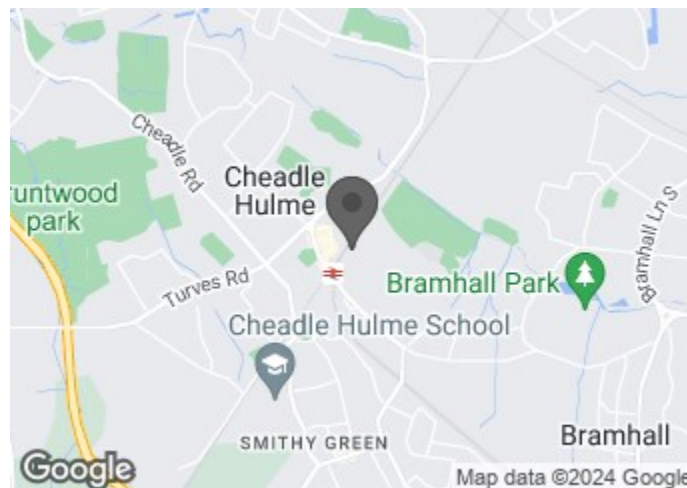 Cheadle Rd
Cheadle
Hulme
runtwood
park
Turves Rd
Bramhall Park
Bramhall Ln S
Cheadle Hulme School
SMITHY GREEN
Bramhall
Google
Map data ©2024 Google